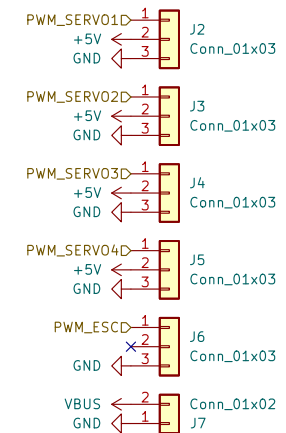 PWM_SERVO1 1 J2
+5V 2 Conn_01x03
GND 3
PWM_SERVO2 1 J3
+5V 2 Conn_01x03
GND 3
PWM_SERVO3 1 J4
+5V 2 Conn_01x03
GND 3
PWM_SERVO4 1 J5
+5V 2 Conn_01x03
GND 3
PWM_ESC 1 J6
2 Conn_01x03
GND 3
VBUS 2 Conn_01x02
GND 1 J7